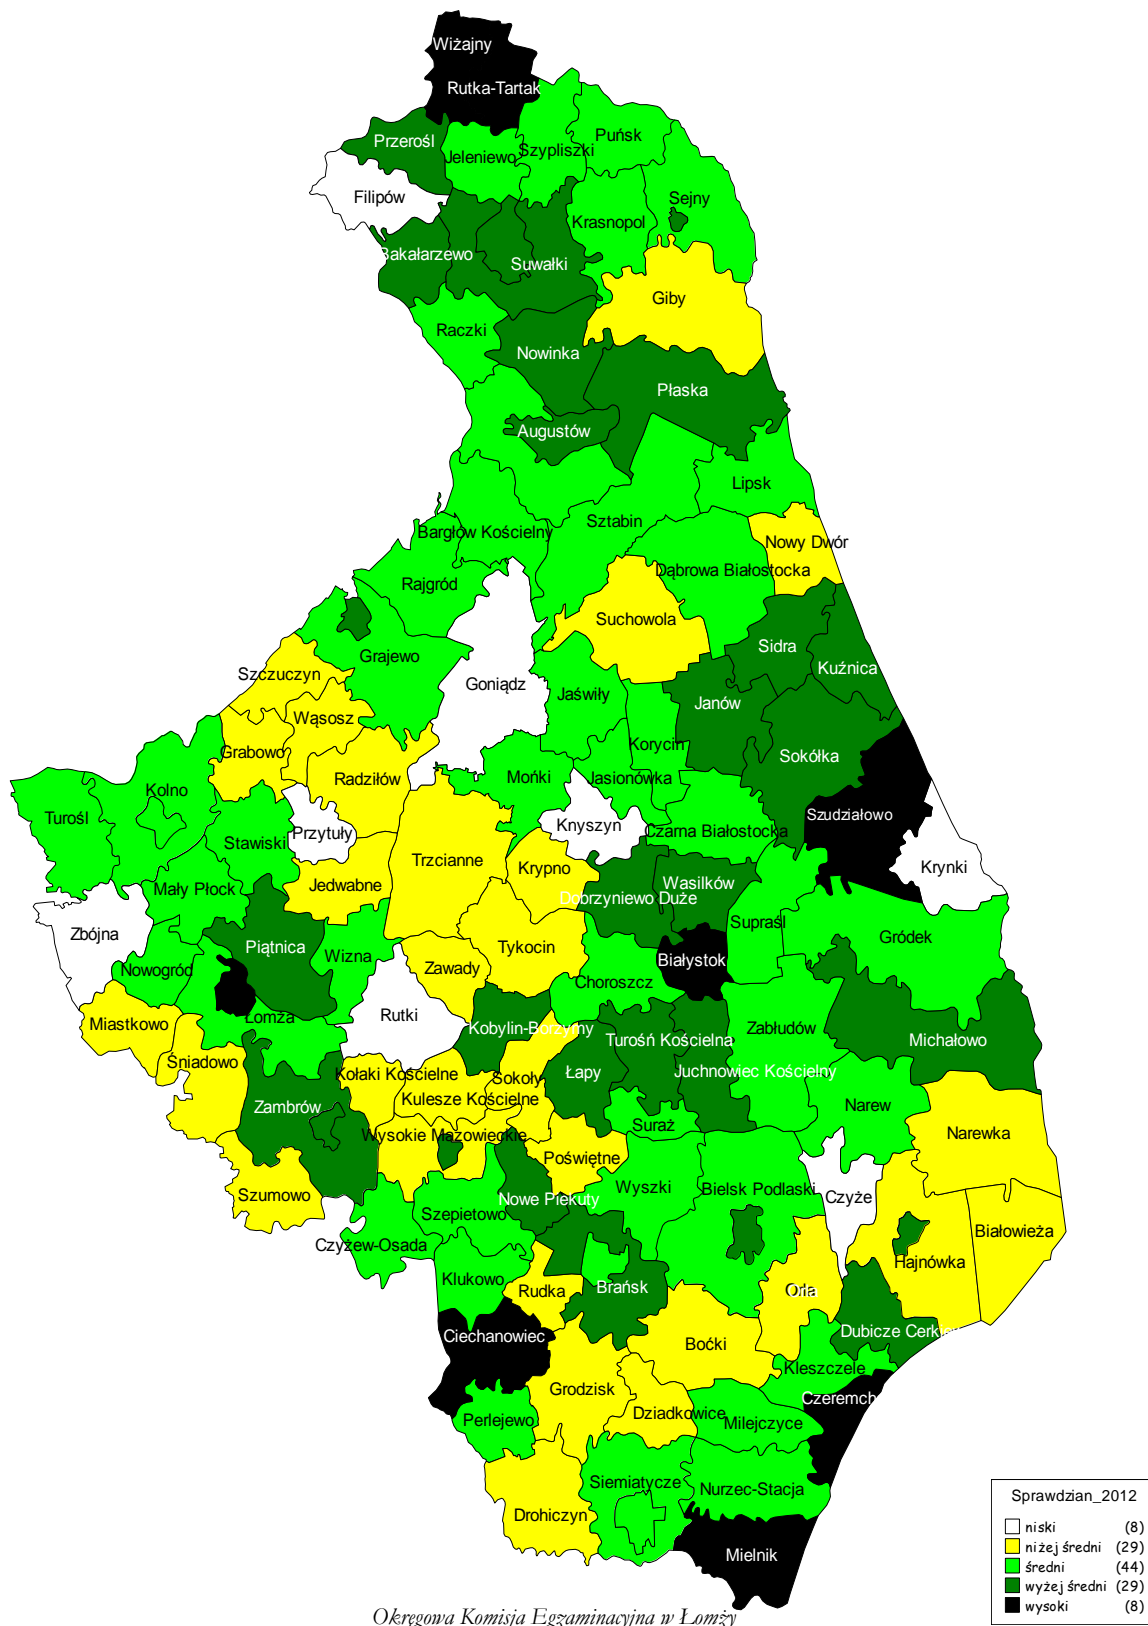 Wiżajny
Rutka-Tartak
Przerośl
Jeleniewo
Szypliszki
Puńsk
Filipów
Sejny
Krasnopol
Bakałarzewo
Suwałki
Giby
Raczki
Nowinka
Płaska
Augustów
Lipsk
Sztabin
Bargłów Kościelny
Nowy Dwór
Dąbrowa Białostocka
Rajgród
Suchowola
Sidra
Kuźnica
Grajewo
Szczuczyn
Goniądz
Jaświły
Janów
Wąsosz
Korycin
Grabowo
Sokółka
Radziłów
Mońki
Jasionówka
Kolno
Turośl
Szudziałowo
Przytuły
Knyszyn
Czarna Białostocka
Stawiski
Trzcianne
Krypno
Krynki
Jedwabne
Mały Płock
Wasilków
Dobrzyniewo Duże
Supraśl
Zbójna
Piątnica
Wizna
Tykocin
Gródek
Nowogród
Zawady
Białystok
Choroszcz
Łomża
Rutki
Miastkowo
Kobylin-Borzymy
Zabłudów
Turośń Kościelna
Michałowo
Śniadowo
Kołaki Kościelne
Sokoły
Łapy
Juchnowiec Kościelny
Kulesze Kościelne
Zambrów
Narew
Suraż
Wysokie Mazowieckie
Narewka
Poświętne
Szumowo
Wyszki
Bielsk Podlaski
Czyże
Nowe Piekuty
Szepietowo
Białowieża
Czyżew-Osada
Hajnówka
Klukowo
Rudka
Brańsk
Orla
Ciechanowiec
Boćki
Dubicze Cerkiew
Kleszczele
Grodzisk
Czeremch
Dziadkowice
Perlejewo
Milejczyce
Siemiatycze
Nurzec-Stacja
Drohiczyn
Mielnik
Sprawdzian_2012
niski (8)
niżej średni (29)
średni (44)
wyżej średni (29)
wysoki (8)
Okręgowa Komisja Egzaminacyjna w Łomży